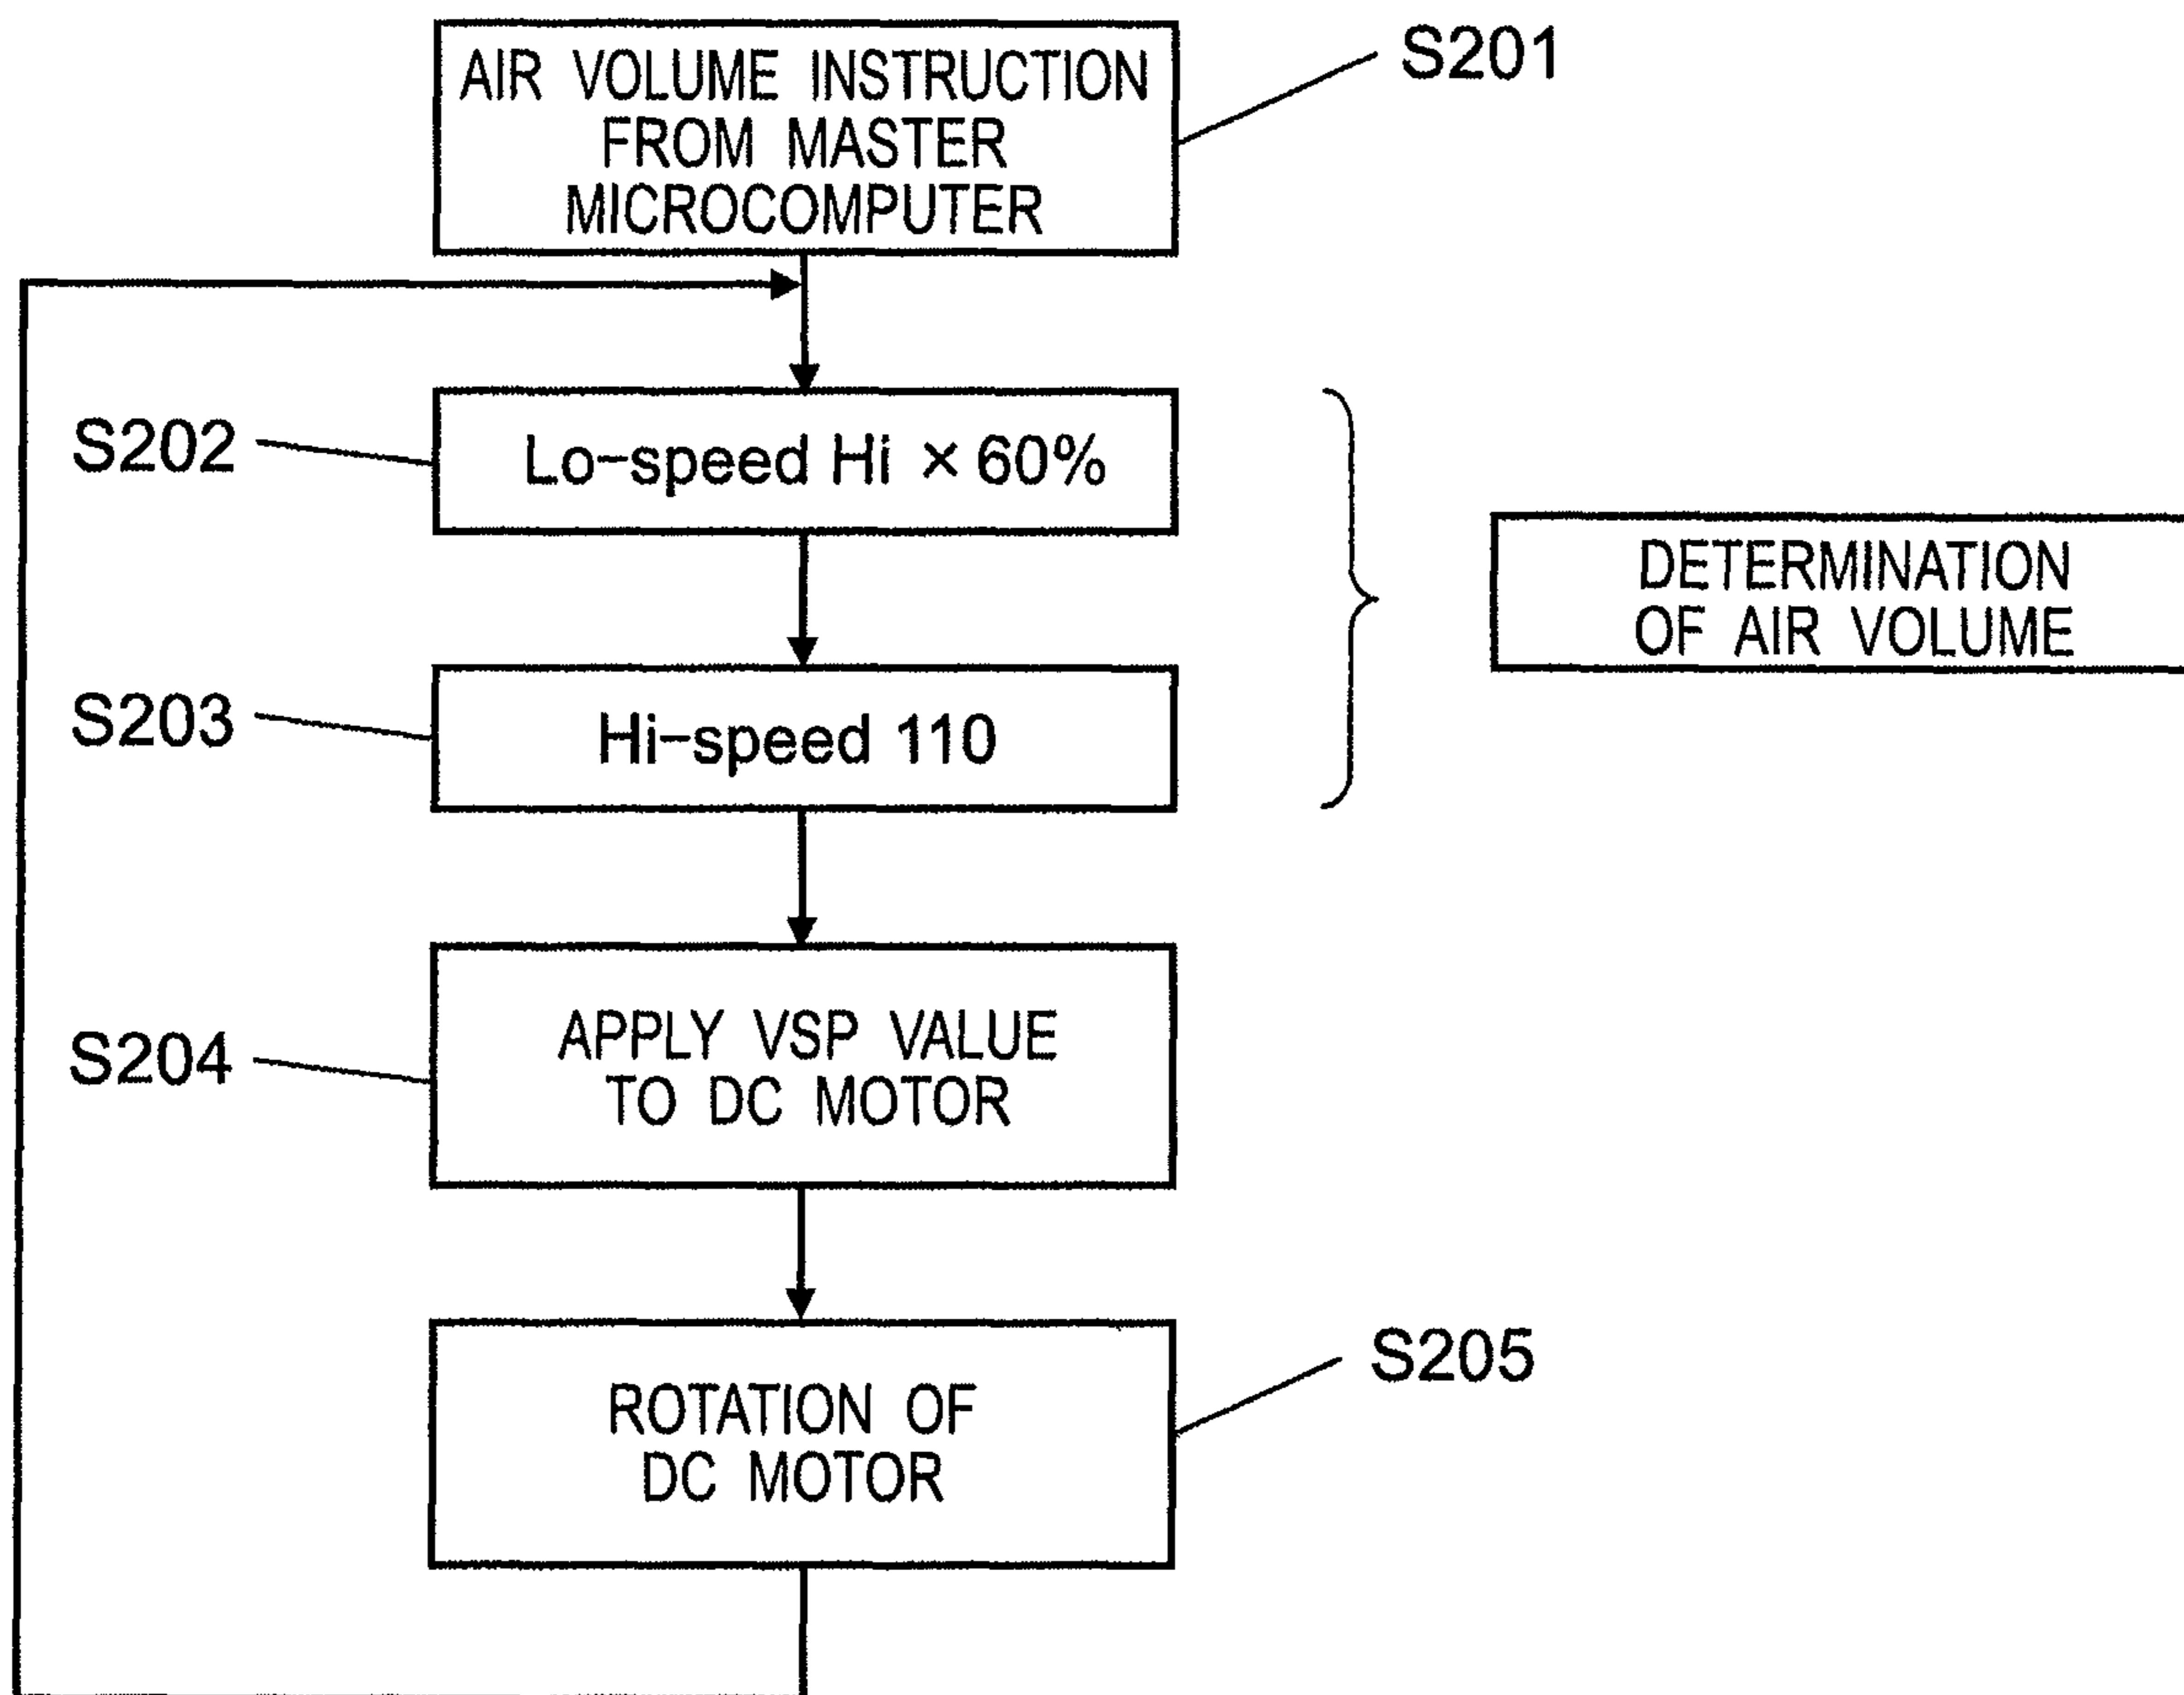 AIR VOLUME INSTRUCTION
FROM MASTER
MICROCOMPUTER
S201
S202
Lo-speed Hi × 60%
DETERMINATION
OF AIR VOLUME
S203
Hi-speed 110
S204
APPLY VSP VALUE
TO DC MOTOR
S205
ROTATION OF
DC MOTOR